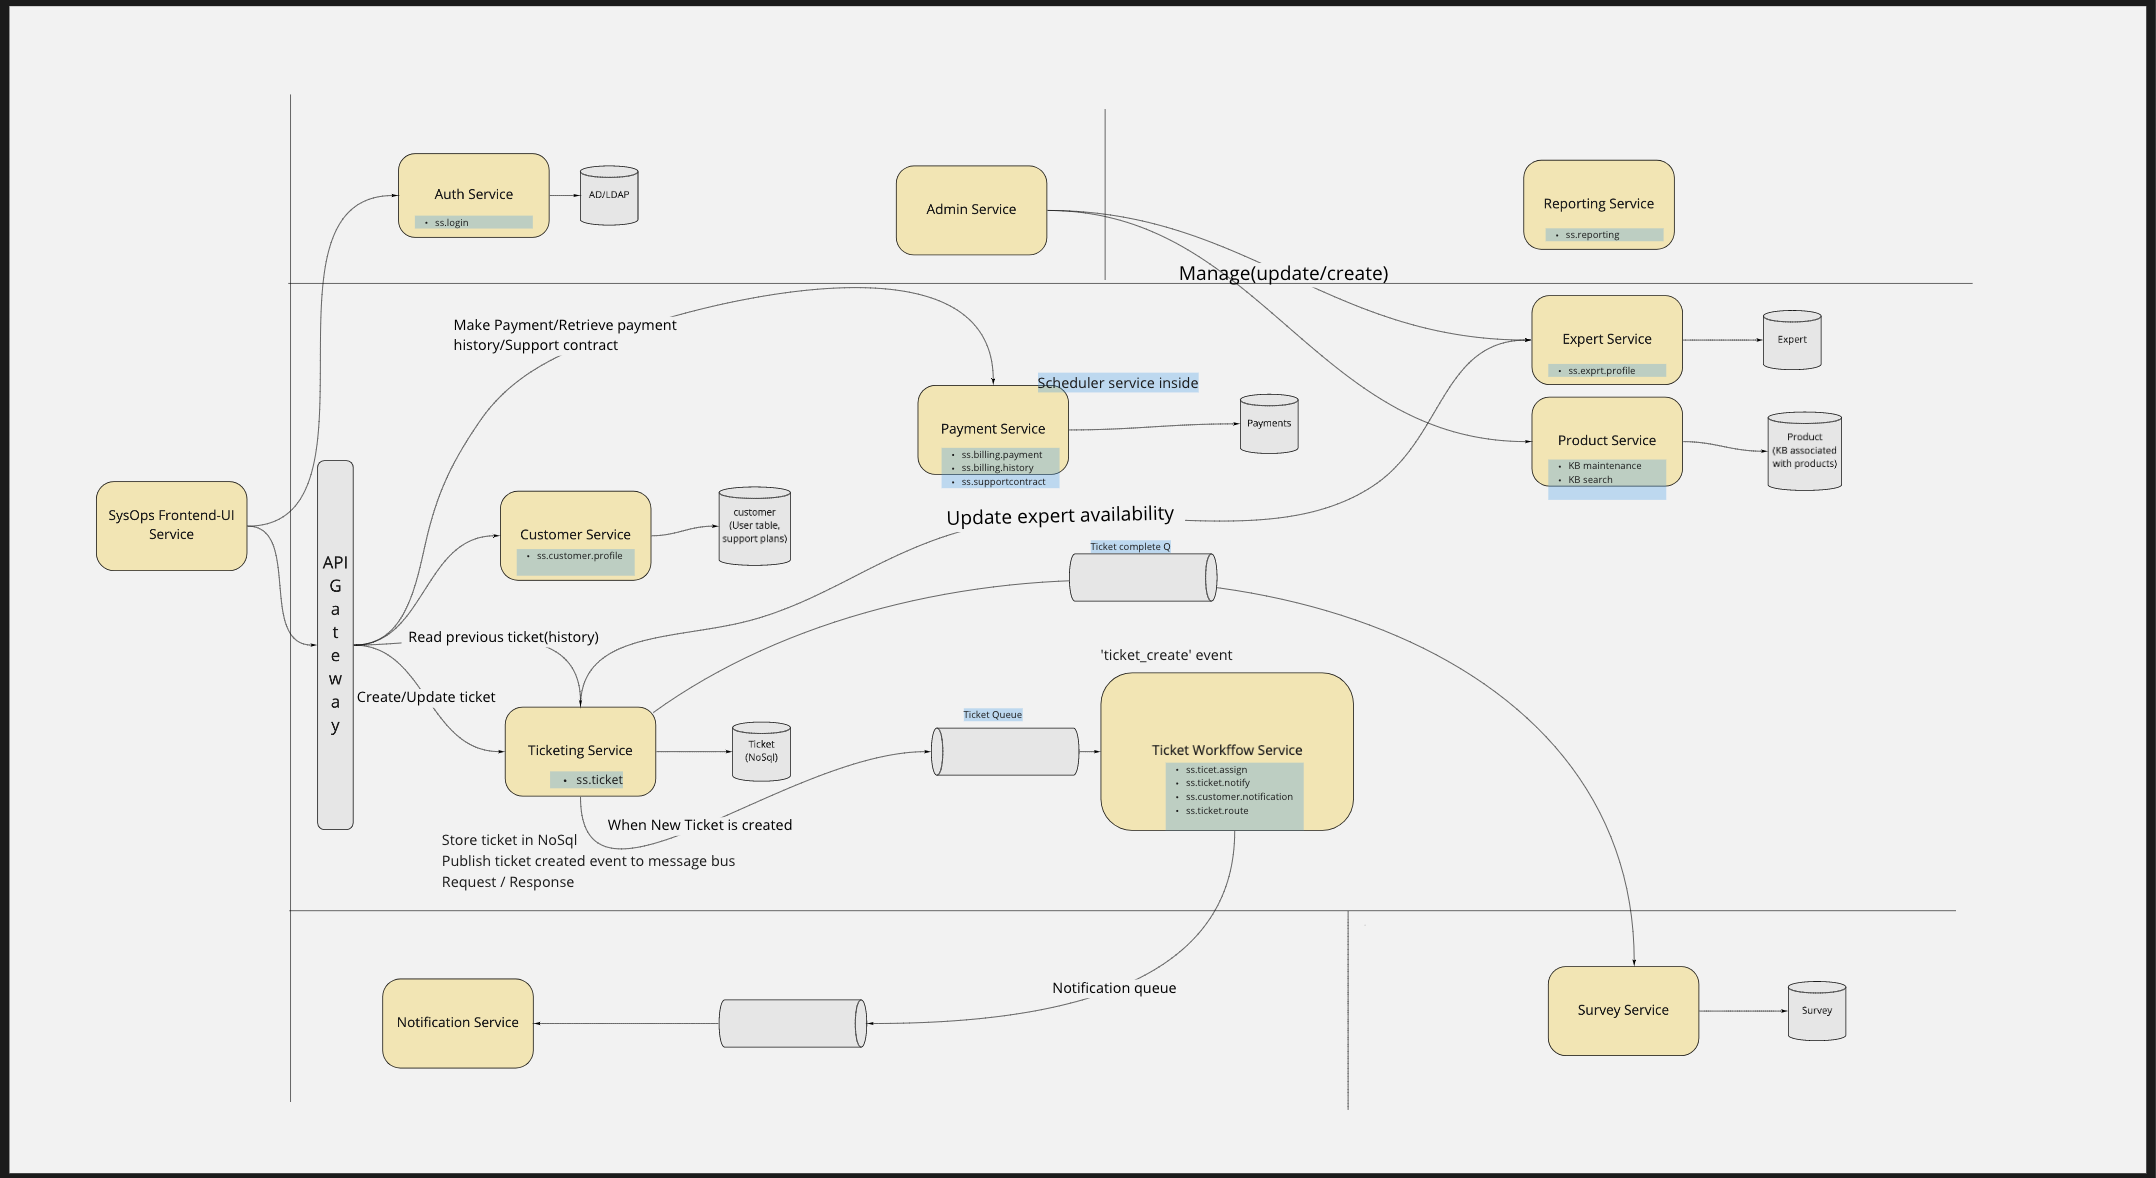 Auth Service
• ss.login
AD/LDAP
Admin Service
Reporting Service
• ss.reporting
Manage(update/create)
Make Payment/Retrieve payment
history/Support contract
Expert Service
• ss.exprt.profile
Expert
Scheduler service inside
Payment Service
• ss.billing.payment
• ss.billing.history
• ss.supportcontract
Payments
Product Service
• KB maintenance
• KB search
Product
(KB associated
with products)
SysOps Frontend-UI
Service
API
G
a
t
e
w
a
y
Customer Service
• ss.customer.profile
customer
(User table,
support plans)
Update expert availability
Ticket complete Q
Read previous ticket(history)
'ticket_create' event
Create/Update ticket
Ticketing Service
• ss.ticket
Ticket
(NoSql)
Ticket Queue
Ticket Workffow Service
• ss.ticet.assign
• ss.ticket.notify
• ss.customer.notification
• ss.ticket.route
When New Ticket is created
Store ticket in NoSql
Publish ticket created event to message bus
Request / Response
Notification queue
Notification Service
Survey Service
Survey